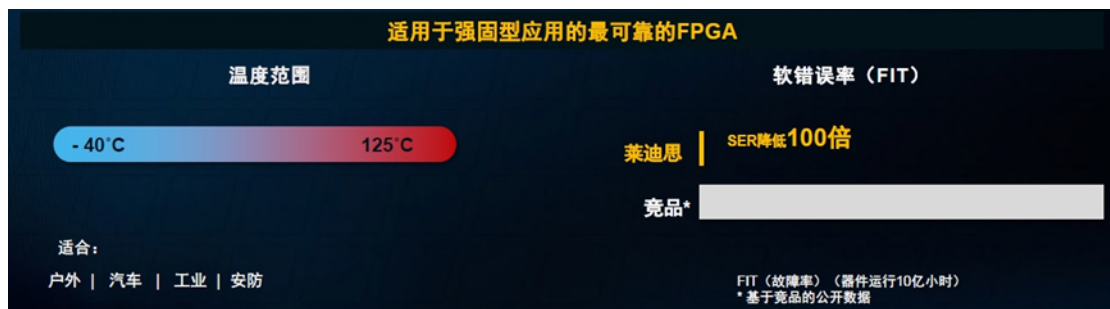 适用于强固型应用的最可靠的FPGA
温度范围
软错误率（FIT）
- 40°C
125°C
莱迪思
SER降低100倍
竞品*
适合：
户外 | 汽车 | 工业 | 安防
FIT（故障率）（器件运行10亿小时）
* 基于竞品的公开数据